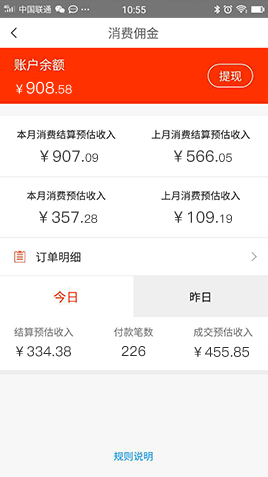 中国联通 10:55
消费佣金
账户余额
¥908.58
提现
本月消费结算预估收入 上月消费结算预估收入
¥907.09 ¥566.05
本月消费预估收入 上月消费预估收入
¥357.28 ¥109.19
订单明细
今日 昨日
结算预估收入 付款笔数 成交预估收入
¥334.38 226 ¥455.85
规则说明